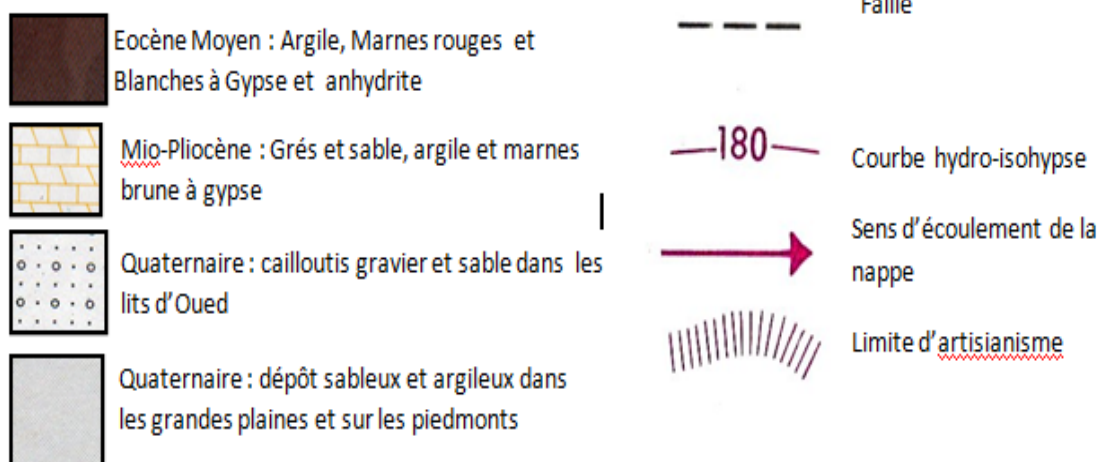 Eocène Moyen : Argile, Marnes rouges et
Blanches à Gypse et anhydrite
Mio-Pliocène : Grés et sable, argile et marnes
brune à gypse
Quaternaire : cailloutis gravier et sable dans les
lits d'Oued
Quaternaire : dépôt sableux et argileux dans
les grandes plaines et sur les piedmonts
Faille
180
Courbe hydro-isohypse
Sens d'écoulement de la
nappe
Limite d'artisianisme